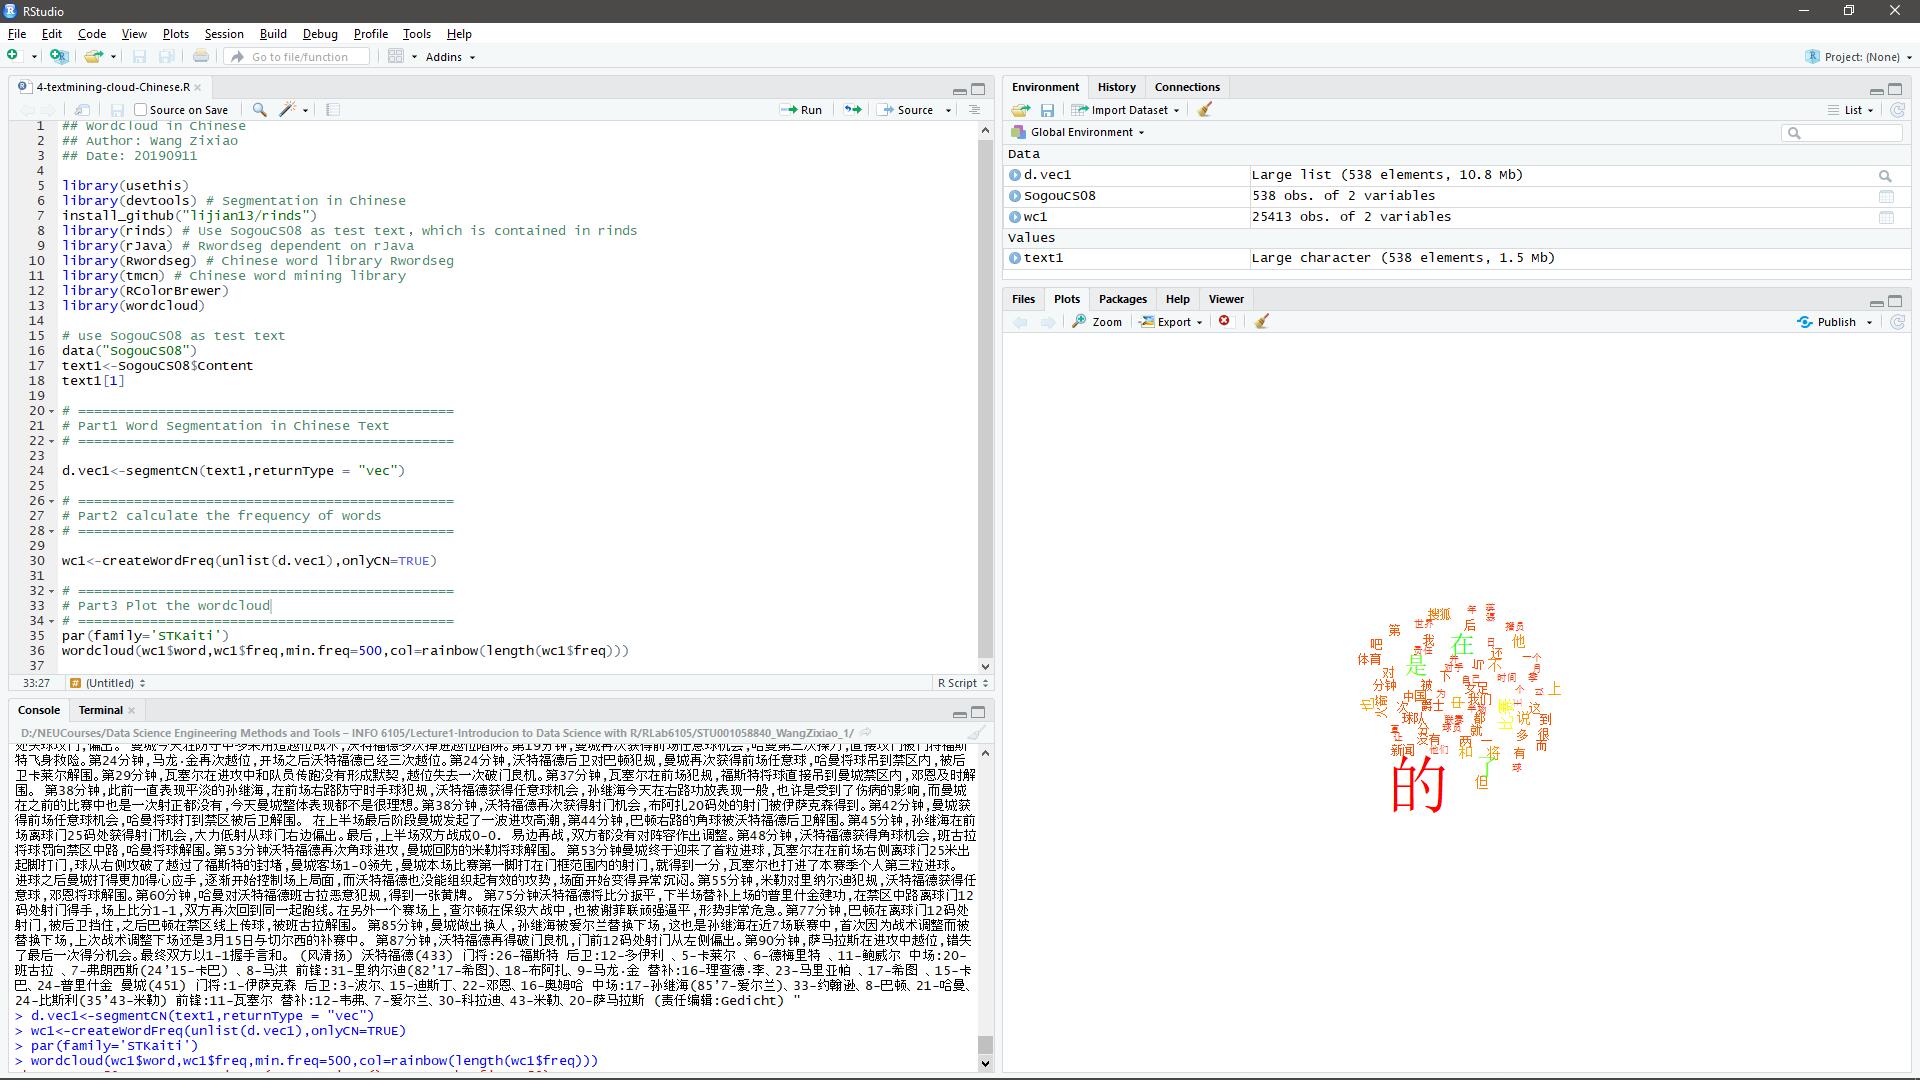 RStudio
File Edit Code View Plots Session Build Debug Profile Tools Help
Go to file/function Addins Project: (None)
4-textmining-cloud-Chinese.R
Source on Save Run Source
1 ## Wordcloud in Chinese
2 ## Author: Wang Zixiao
3 ## Date: 20190911
4
5 library(usethis)
6 library(devtools) # Segmentation in Chinese
7 install_github("lijian13/rinds")
8 library(rinds) # Use SogouCS08 as test text, which is contained in rinds
9 library(rJava) # Rwordseg dependent on rJava
10 library(Rwordseg) # Chinese word library Rwordseg
11 library(tmcn) # Chinese word mining library
12 library(RColorBrewer)
13 library(wordcloud)
14
15 # use SogouCS08 as test text
16 data("SogouCS08")
17 text1<-SogouCS08$Content
18 text1[1]
19
20 # ===============================================
21 # Part1 Word Segmentation in Chinese Text
22 # ===============================================
23
24 d.vec1<-segmentCN(text1,returnType = "vec")
25
26 # ===============================================
27 # Part2 calculate the frequency of words
28 # ===============================================
29
30 wc1<-createWordFreq(unlist(d.vec1),onlyCN=TRUE)
31
32 # ===============================================
33 # Part3 Plot the wordcloud
34 # ===============================================
35 par(family='STKaiti')
36 wordcloud(wc1$word,wc1$freq,min.freq=500,col=rainbow(length(wc1$freq)))
37
33:27 # (Untitled) R Script
Console Terminal
D:/NEUCourses/Data Science Engineering Methods and Tools – INFO 6105/Lecture1-Introducion to Data Science with R/RLab6105/STU001058840_WangZixiao_1/
特飞身救险。第24分钟,马龙·金再次越位,开场之后沃特福德已经三次越位。第24分钟,沃特福德后卫对巴顿犯规,曼城再次获得前场任意球,哈曼将球吊到禁区内,被后
卫卡莱尔解围。第29分钟,瓦塞尔在进攻中和队员传跑没有形成默契,越位失去一次破门良机。第37分钟,瓦塞尔在前场犯规,福斯特将球直接吊到曼城禁区内,邓恩及时解
围。 第38分钟,此前一直表现平淡的孙继海,在前场右路防守时手球犯规,沃特福德获得任意球机会,孙继海今天在右路功放表现一般,也许是受到了伤病的影响,而曼城
在之前的比赛中也是一次射正都没有,今天曼城整体表现都不是很理想。第38分钟,沃特福德再次获得射门机会,布阿扎20码处的射门被伊萨克森得到。第42分钟,曼城获
得前场任意球机会,哈曼将球打到禁区被后卫解围。 在上半场最后阶段曼城发起了一波进攻高潮,第44分钟,巴顿右路的角球被沃特福德后卫解围。第45分钟,孙继海在前
场离球门25码处获得射门机会,大力低射从球门右边偏出。最后,上半场双方战成0-0. 易边再战,双方都没有对阵容作出调整。第48分钟,沃特福德获得角球机会,班古拉
将球罚向禁区中路,哈曼将球解围。第53分钟沃特福德再次角球进攻,曼城回防的米勒将球解围。 第53分钟曼城终于迎来了首粒进球,瓦塞尔在在前场右侧离球门25米出
起脚打门,球从右侧攻破了越过了福斯特的封堵,曼城客场1-0领先,曼城本场比赛第一脚打在门框范围内的射门,就得到一分,瓦塞尔也打进了本赛季个人第三粒进球。
进球之后曼城打得更加得心应手,逐渐开始控制场上局面,而沃特福德也没能组织起有效的攻势,场面开始变得异常沉闷。第55分钟,米勒对里纳尔迪犯规,沃特福德获得任
意球,邓恩将球解围。第60分钟,哈曼对沃特福德班古拉恶意犯规,得到一张黄牌。 第75分钟沃特福德将比分扳平,下半场替补上场的普里什金建功,在禁区中路离球门12
码处射门得手,场上比分1-1,双方再次回到同一起跑线。在另外一个赛场上,查尔顿在保级大战中,也被谢菲联顽强逼平,形势非常危急。第77分钟,巴顿在离球门12码处
射门,被后卫挡住,之后巴顿在禁区线上传球,被班古拉解围。 第85分钟,曼城做出换人,孙继海被爱尔兰替换下场,这也是孙继海在近7场联赛中,首次因为战术调整而被
替换下场,上次战术调整下场还是3月15日与切尔西的补赛中。 第87分钟,沃特福德再得破门良机,门前12码处射门从左侧偏出。第90分钟,萨马拉斯在进攻中越位,错失
了最后一次得分机会。最终双方以1-1握手言和。 (风清扬) 沃特福德(433) 门将:26-福斯特 后卫:12-多伊利 、5-卡莱尔 、6-德梅里特 、11-鲍威尔 中场:20-
班古拉 、7-弗朗西斯(24'15-卡巴) 、8-马洪 前锋:31-里纳尔迪(82'17-希图)、18-布阿扎、9-马龙·金 替补:16-理查德·李、23-马里亚帕 、17-希图 、15-卡
巴、24-普里什金 曼城(451) 门将:1-伊萨克森 后卫:3-波尔、15-迪斯丁、22-邓恩、16-奥姆哈 中场:17-孙继海(85'7-爱尔兰)、33-约翰逊、8-巴顿、21-哈曼、
24-比斯利(35'43-米勒) 前锋:11-瓦塞尔 替补:12-韦弗、7-爱尔兰、30-科拉迪、43-米勒、20-萨马拉斯 (责任编辑:Gedicht) "
> d.vec1<-segmentCN(text1,returnType = "vec")
> wc1<-createWordFreq(unlist(d.vec1),onlyCN=TRUE)
> par(family='STKaiti')
> wordcloud(wc1$word,wc1$freq,min.freq=500,col=rainbow(length(wc1$freq)))
Environment History Connections
Import Dataset List
Global Environment
Data
d.vec1 Large list (538 elements, 10.8 Mb)
SogouCS08 538 obs. of 2 variables
wc1 25413 obs. of 2 variables
Values
text1 Large character (538 elements, 1.5 Mb)
Files Plots Packages Help Viewer
Zoom Export Publish
搜狐 年
第 世界 后 播员
吧 我 在 日 他
体育 责任 是 还 不 一个
对 对手 下 与
分钟 被 自己 时间
中国 为 女足 个 上
也 火箭 次 爵士 中 我们 比赛 这
球队 联赛 都 说 到
分 球员 就 多 很
没有 两 一 而
新闻 他们 和 将 有
的 了 球
但